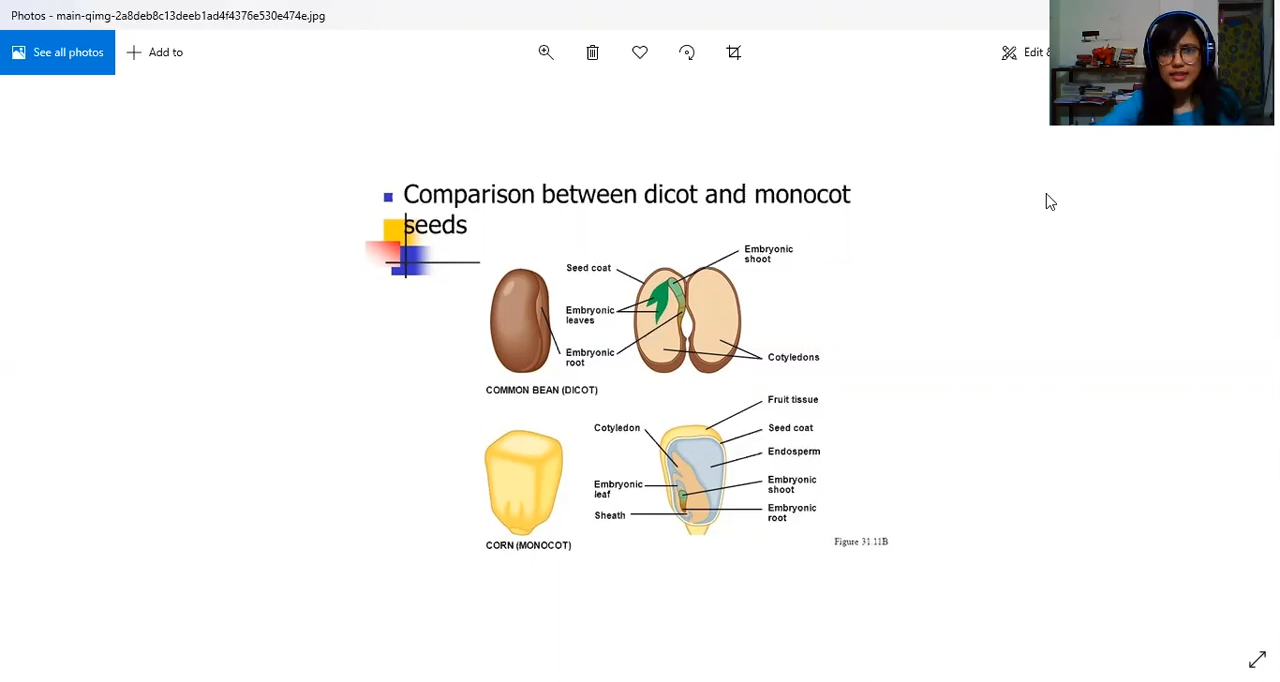 Photos - main-qimg-2a8deb8c13deeb1ad4f4376e530e474e.jpg
See all photos
Add to
Edit &
Comparison between dicot and monocot
seeds
Embryonic
shoot
Seed coat
Embryonic
leaves
Embryonic
root
Cotyledons
COMMON BEAN (DICOT)
Fruit tissue
Cotyledon
Seed coat
Endosperm
Embryonic
leaf
Embryonic
shoot
Sheath
Embryonic
root
CORN (MONOCOT)
Figure 31.11B